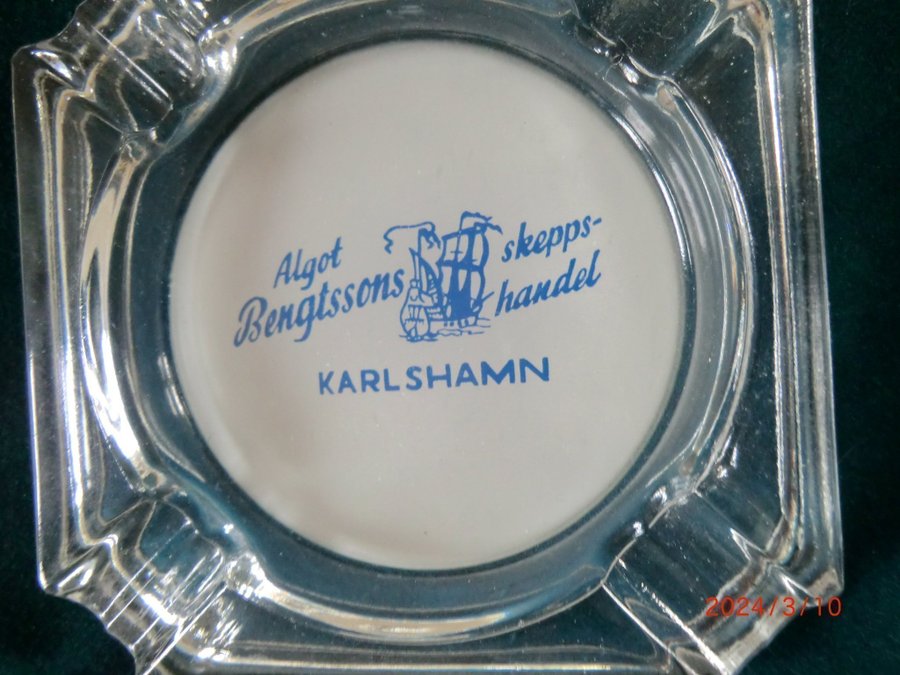 Algot
Bengtssons
skepps-
handel
KARLSHAMN
2024/3/10